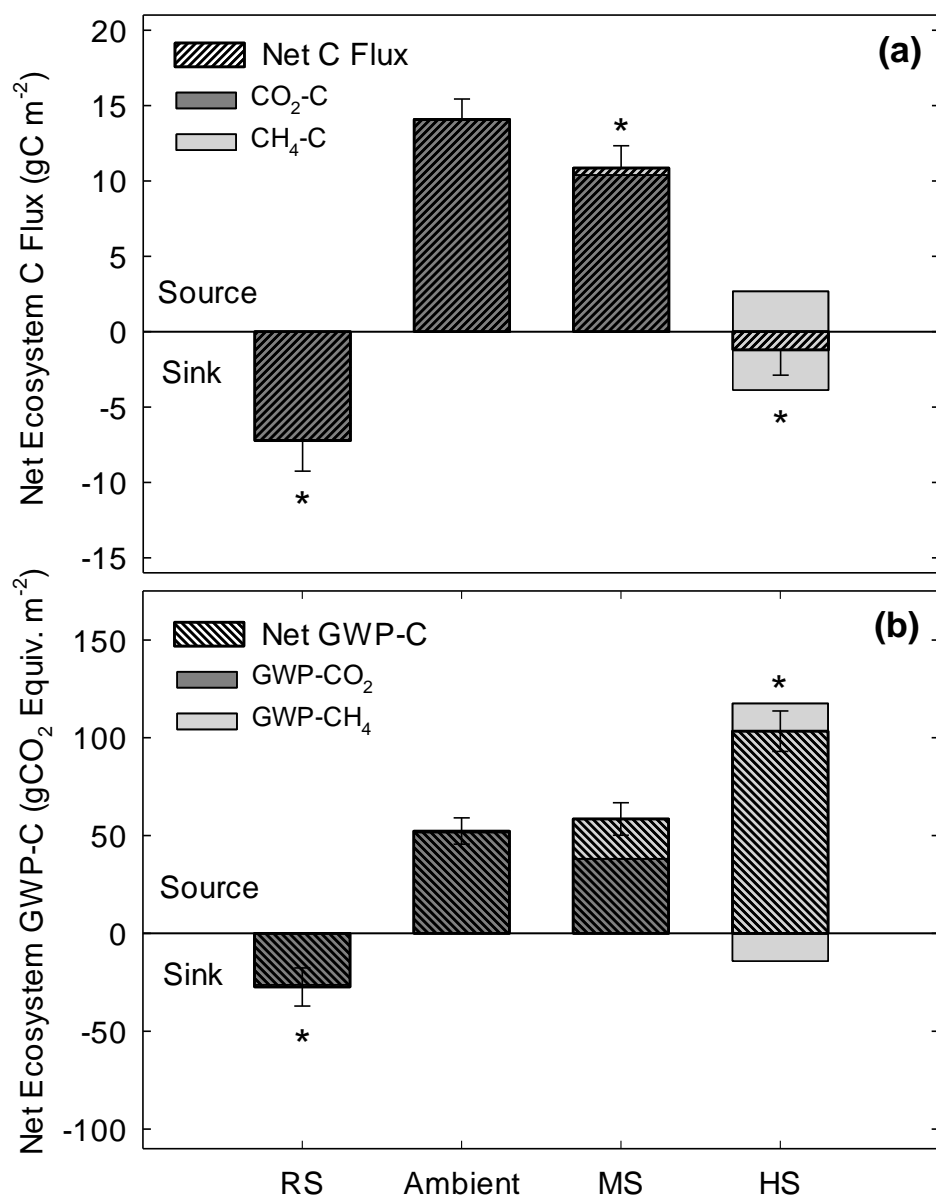 (a)
Net C Flux
CO₂-C
CH₄-C
Net Ecosystem C Flux (gC m⁻²)
20
15
10
5
0
-5
-10
-15
Source
Sink
*
*
*
(b)
Net GWP-C
GWP-CO₂
GWP-CH₄
Net Ecosystem GWP-C (gCO₂ Equiv. m⁻²)
150
100
50
0
-50
-100
Source
Sink
*
*
RS Ambient MS HS